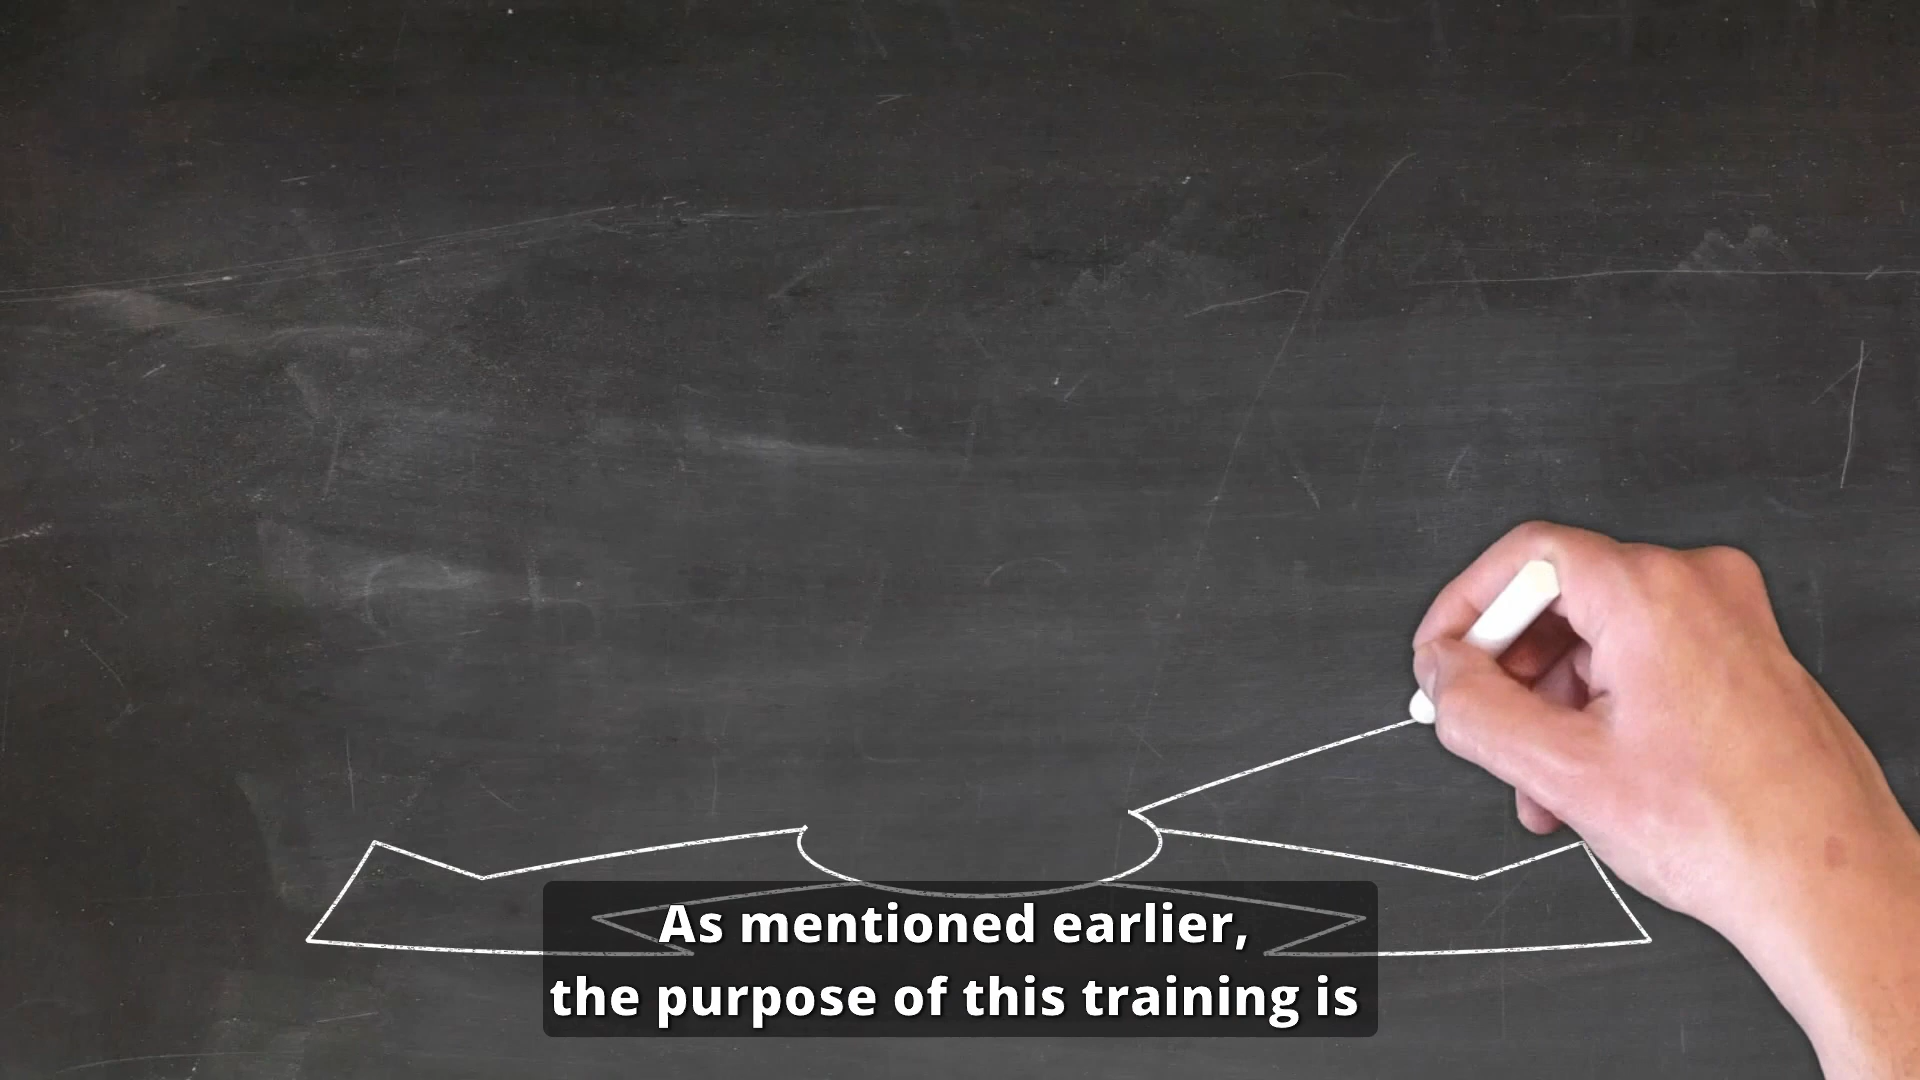 As mentioned earlier,
the purpose of this training is